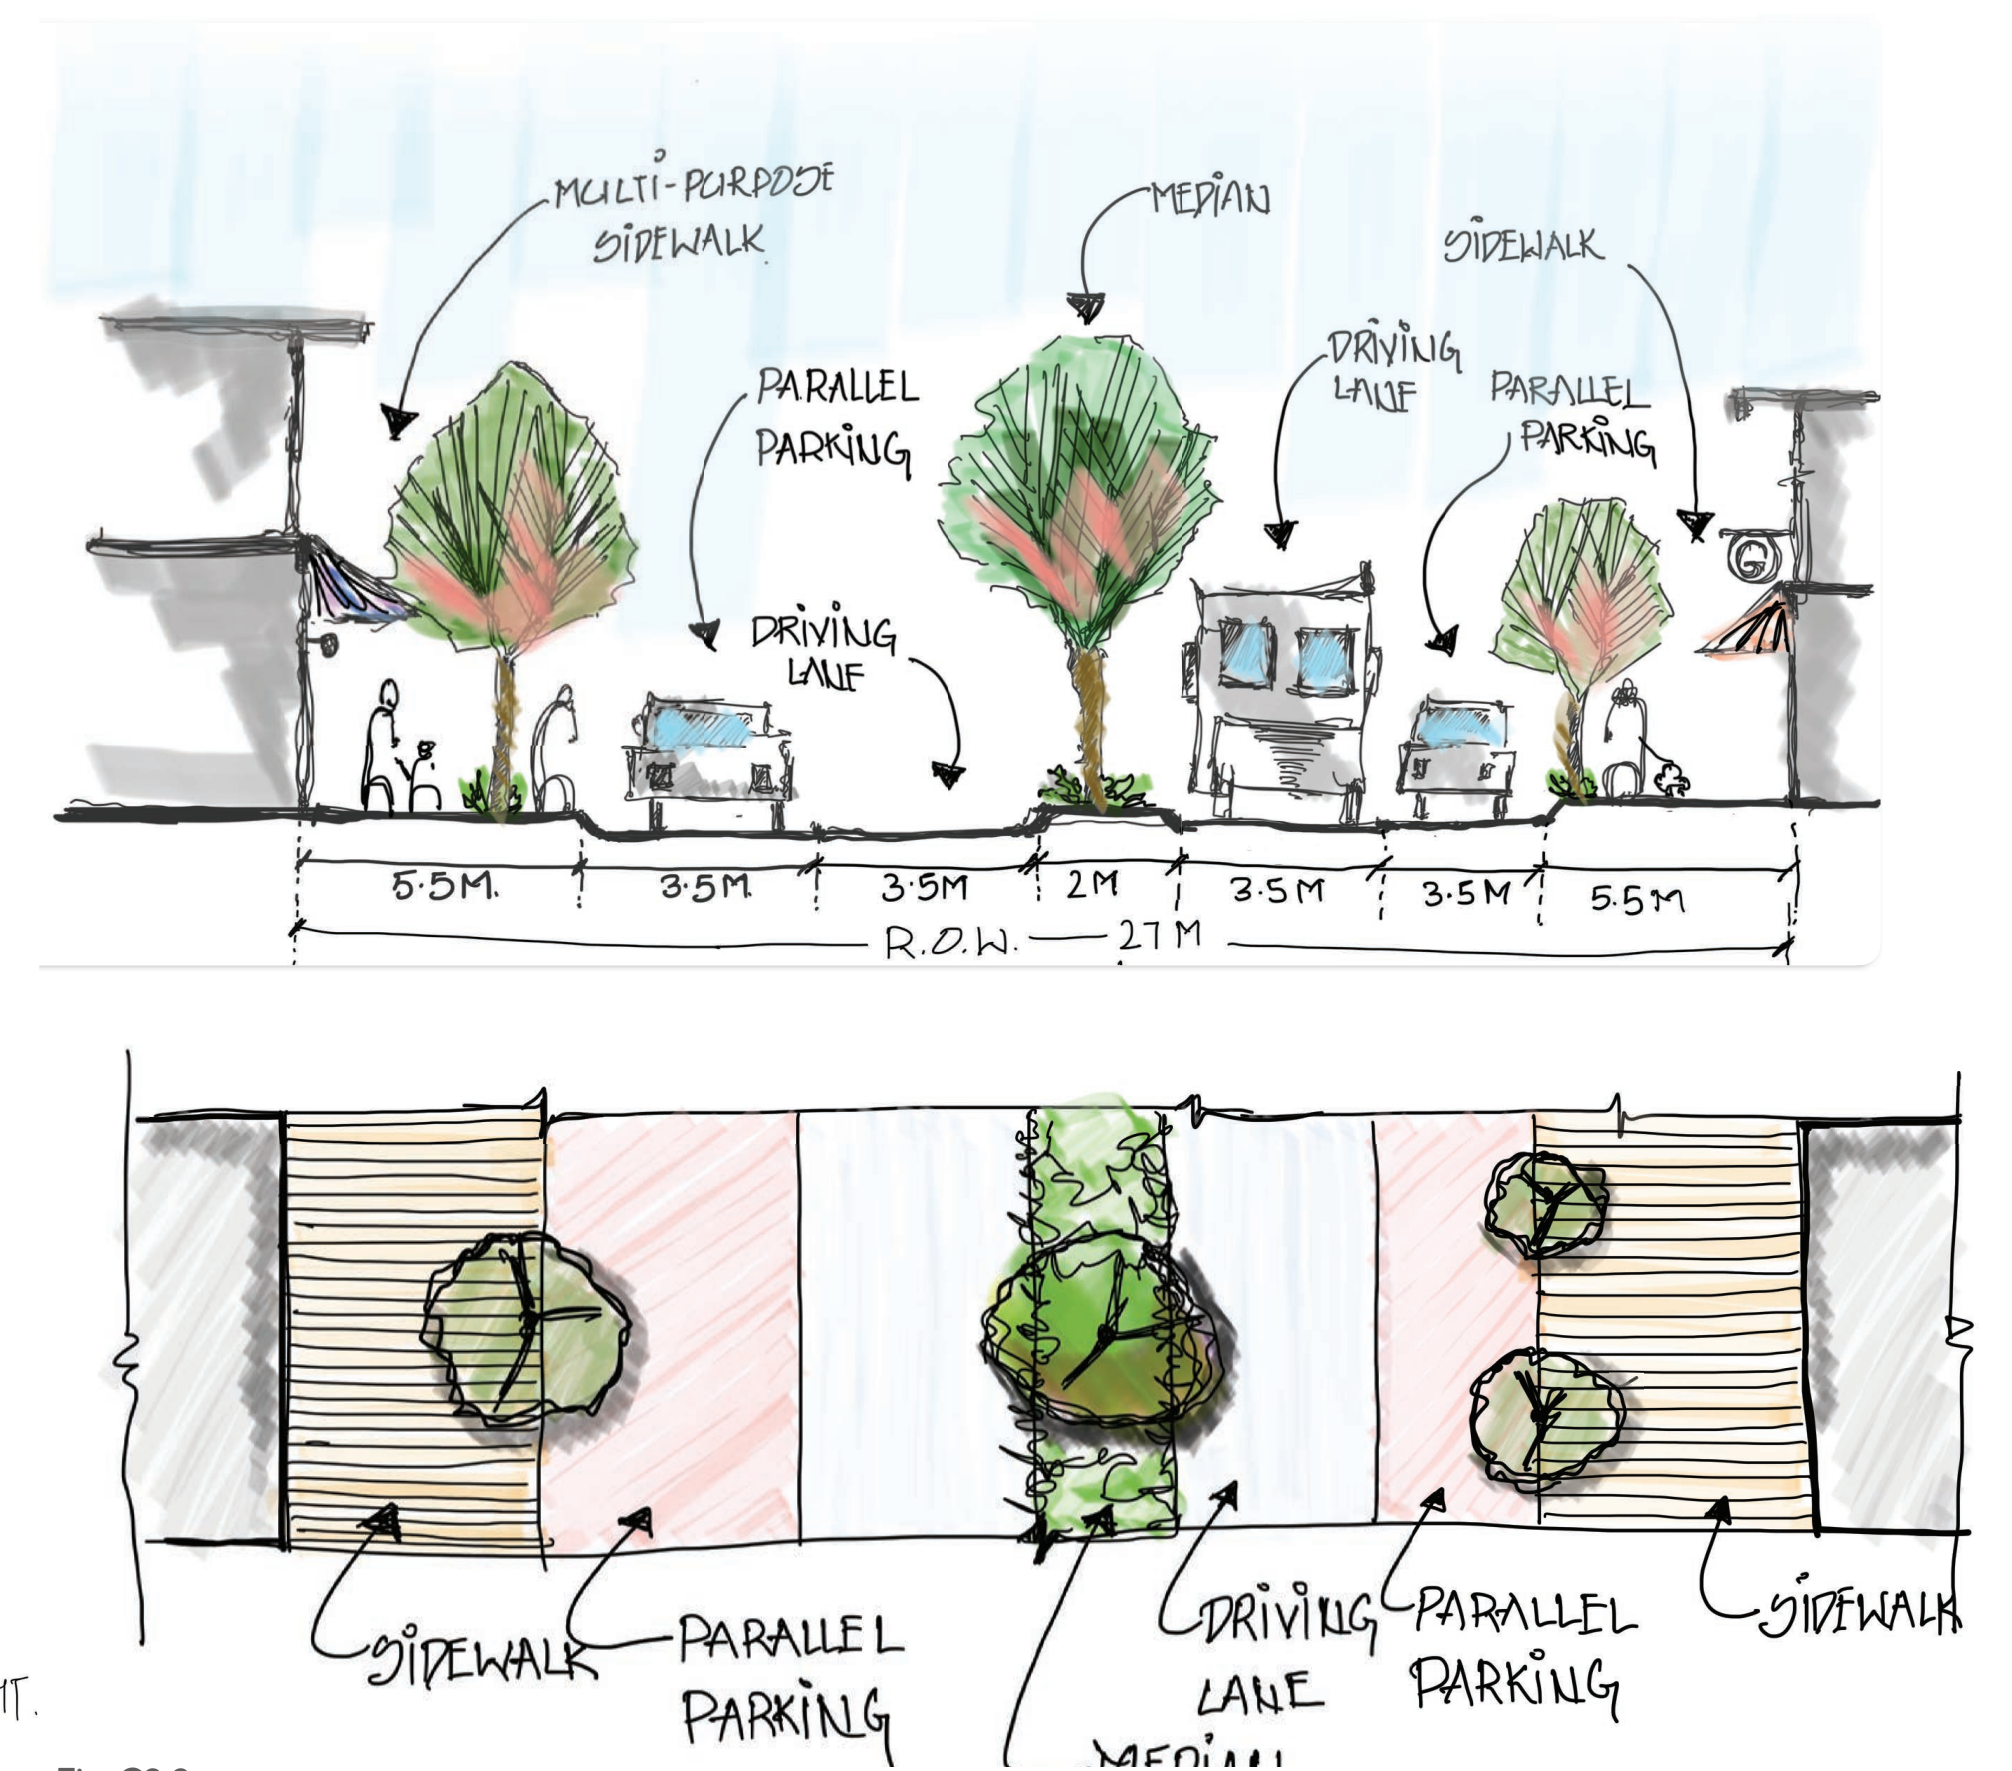 MULTI-PURPOSE
SIDEWALK
MEDIAN
SIDEWALK
DRIVING
LANE
PARALLEL
PARKING
PARALLEL
PARKING
G
DRIVING
LANE
5.5M. 3.5M. 3.5M 2M 3.5M 3.5M 5.5M
R.O.W. 27M
SIDEWALK
PARALLEL
PARKING
DRIVING
LANE
PARALLEL
PARKING
SIDEWALK
MEDIAN